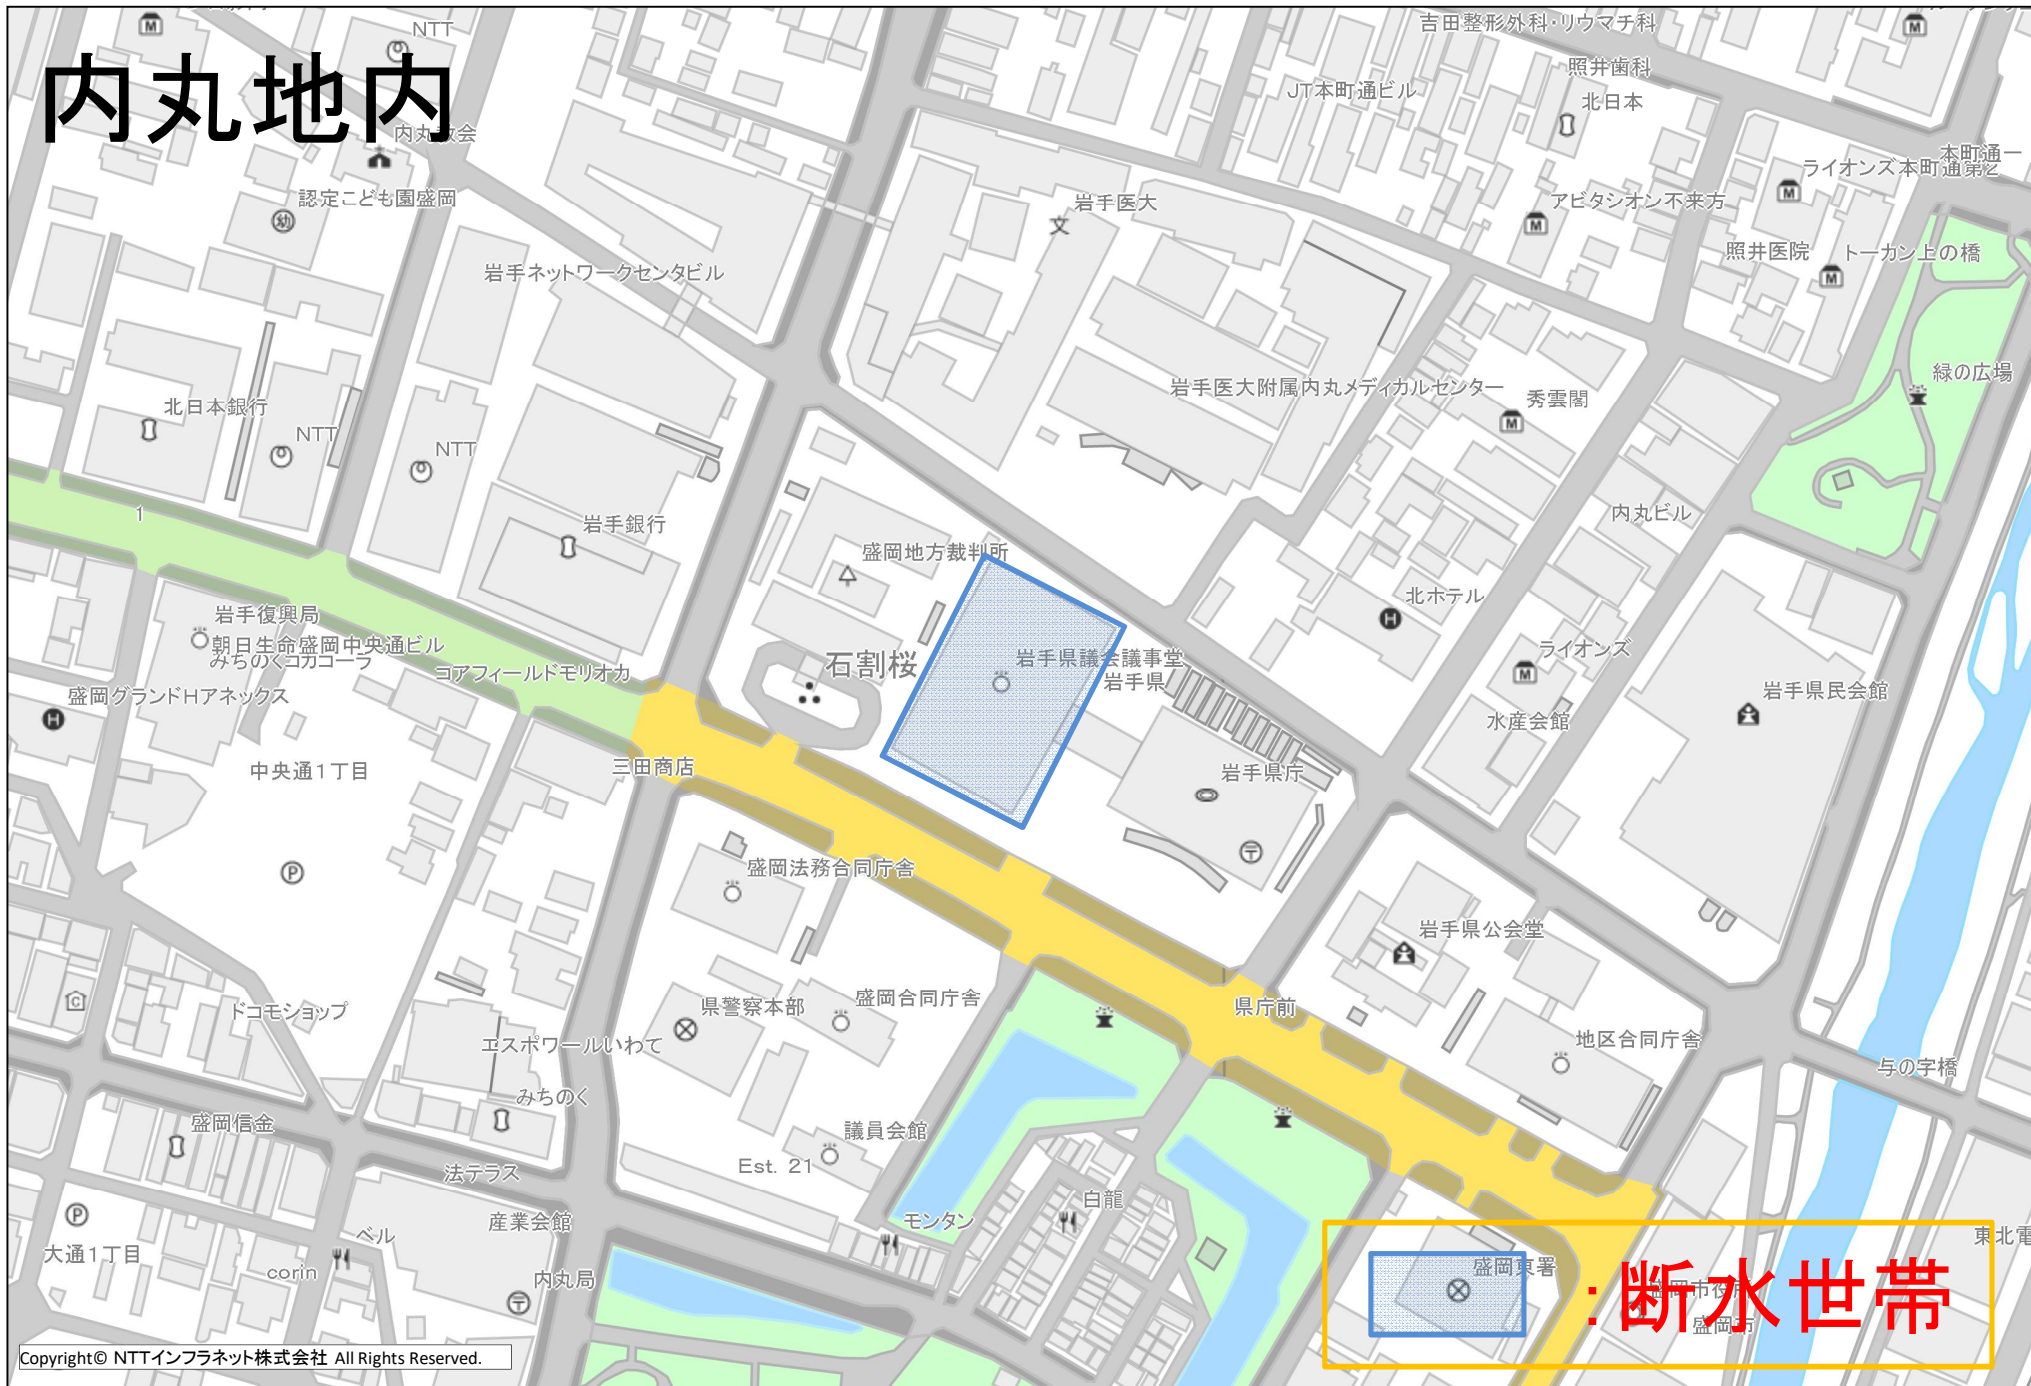 内丸地内
NTT
吉田整形外科・リウマチ科
照井歯科
JT本町通ビル
北日本
内丸教会
本町通一
ライオンズ本町通第2
認定こども園盛岡
岩手医大
アビタシオン不来方
照井医院
トーカン上の橋
岩手ネットワークセンタビル
緑の広場
岩手医大附属内丸メディカルセンター
秀雲閣
北日本銀行
NTT
NTT
1
岩手銀行
内丸ビル
盛岡地方裁判所
北ホテル
岩手復興局
朝日生命盛岡中央通ビル
みちのくコカコーラ
コアフィールドモリオカ
石割桜
岩手県議会議事堂
岩手県
ライオンズ
盛岡グランドHアネックス
岩手県民会館
水産会館
中央通1丁目
三田商店
岩手県庁
盛岡法務合同庁舎
岩手県公会堂
ドコモショップ
県警察本部
盛岡合同庁舎
県庁前
エスポワールいわて
地区合同庁舎
与の字橋
みちのく
盛岡信金
議員会館
Est. 21
法テラス
白龍
産業会館
モンタン
ベル
大通1丁目
corin
内丸局
東北電
盛岡東署
:断水世帯
盛岡市役所
盛岡市
Copyright© NTTインフラネット株式会社 All Rights Reserved.